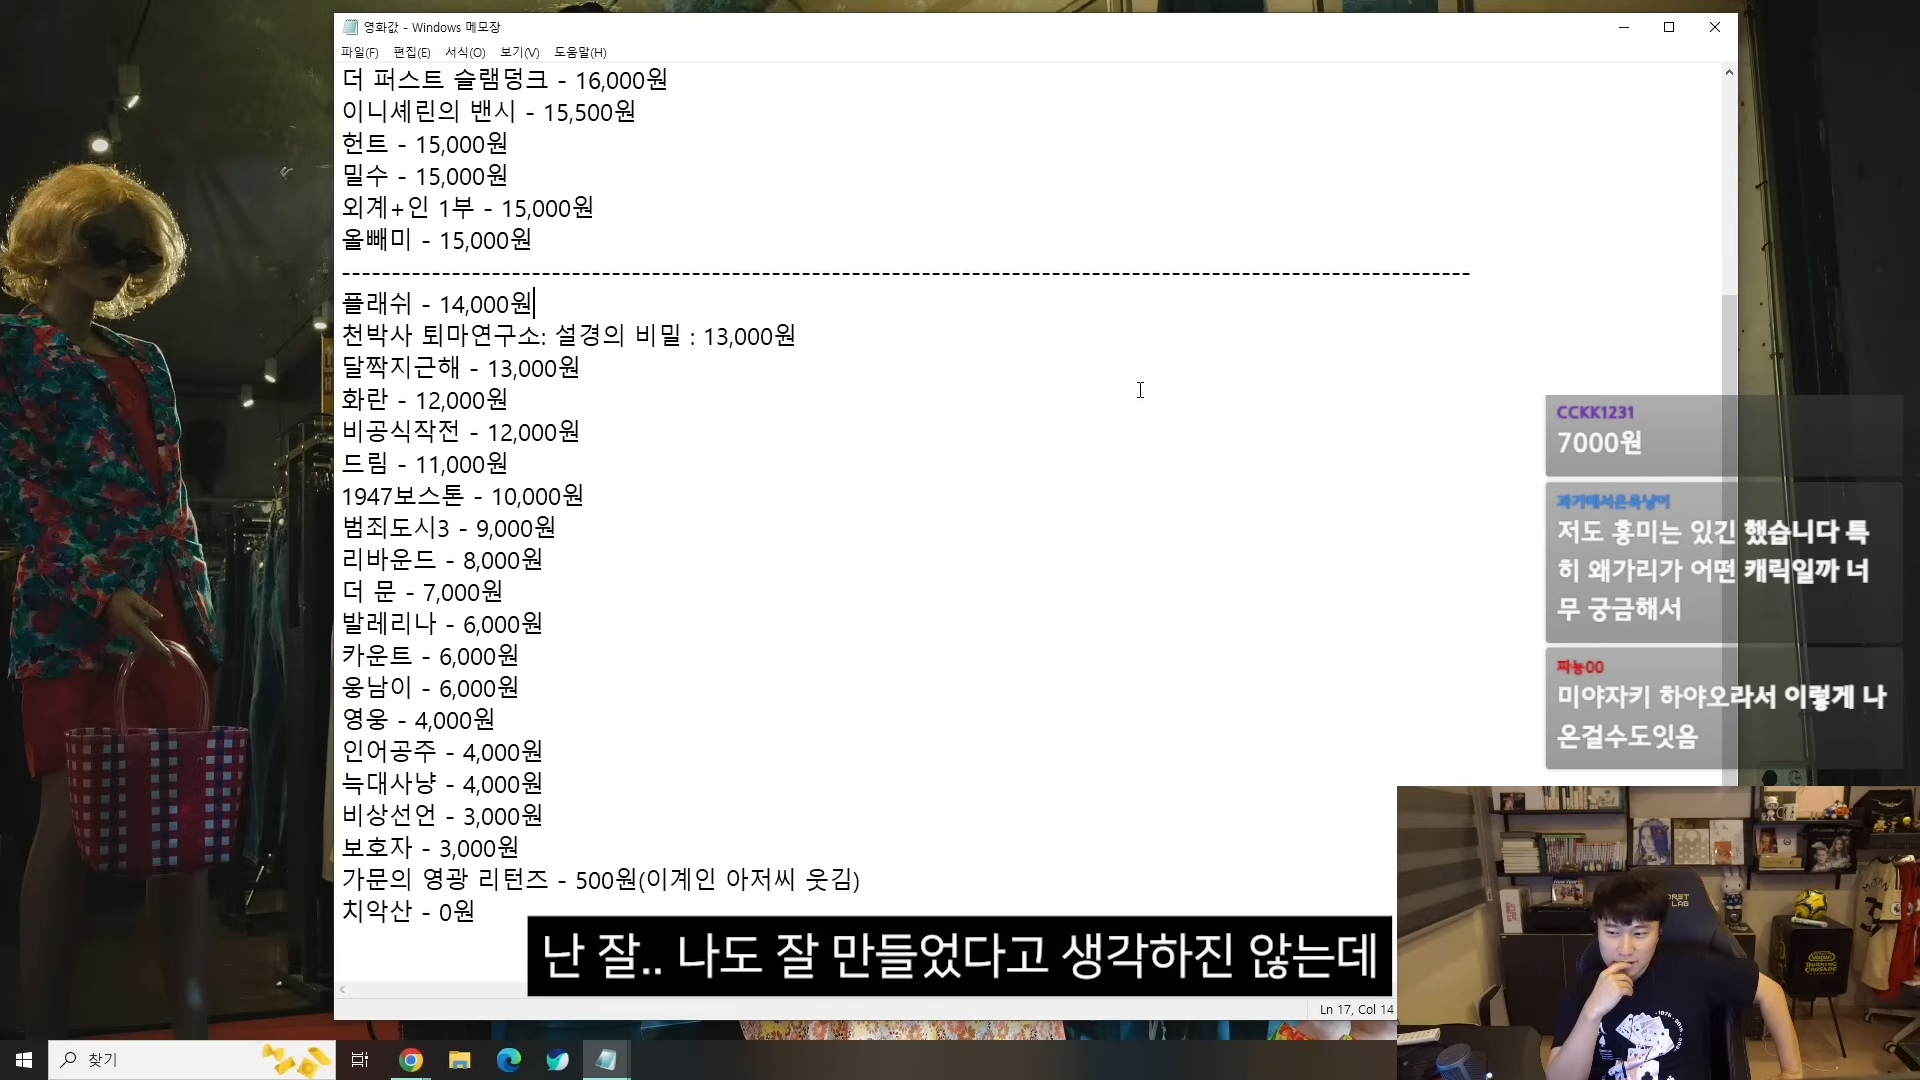 영화값 - Windows 메모장
파일(F) 편집(E) 서식(O) 보기(V) 도움말(H)
더 퍼스트 슬램덩크 - 16,000원
이니셰린의 밴시 - 15,500원
헌트 - 15,000원
밀수 - 15,000원
외계+인 1부 - 15,000원
올빼미 - 15,000원
-----------------------------------------------------------------------------------------------------------------
플래쉬 - 14,000원
천박사 퇴마연구소: 설경의 비밀 : 13,000원
달짝지근해 - 13,000원
화란 - 12,000원
비공식작전 - 12,000원
드림 - 11,000원
1947보스톤 - 10,000원
범죄도시3 - 9,000원
리바운드 - 8,000원
더 문 - 7,000원
발레리나 - 6,000원
카운트 - 6,000원
웅남이 - 6,000원
영웅 - 4,000원
인어공주 - 4,000원
늑대사냥 - 4,000원
비상선언 - 3,000원
보호자 - 3,000원
가문의 영광 리턴즈 - 500원(이계인 아저씨 웃김)
치악산 - 0원
난 잘.. 나도 잘 만들었다고 생각하진 않는데
Ln 17, Col 14
CCKK1231
7000원
저도 흥미는 있긴 했습니다 특
히 왜가리가 어떤 캐릭일까 너
무 궁금해서
짜농00
미야자키 하야오라서 이렇게 나
온걸수도잇음
찾기